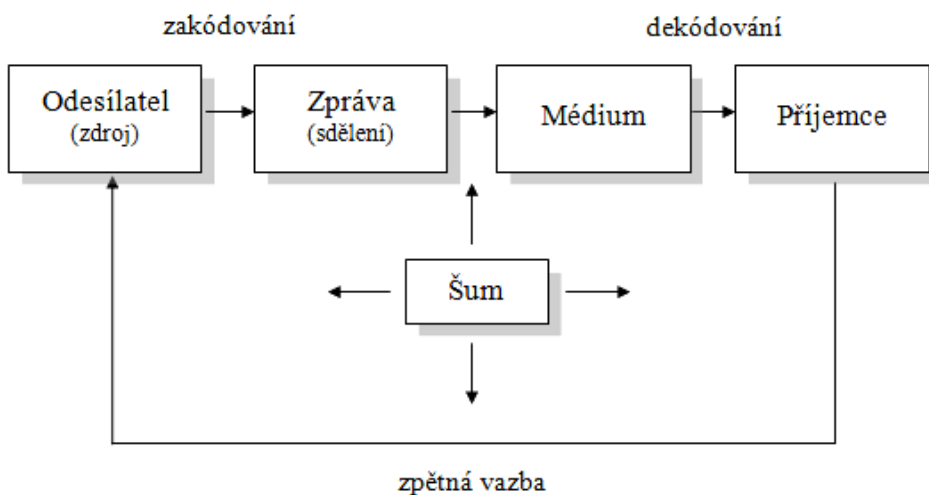 zakódování
dekódování
Odesílatel
(zdroj)
Zpráva
(sdělení)
Médium
Příjemce
Šum
zpětná vazba